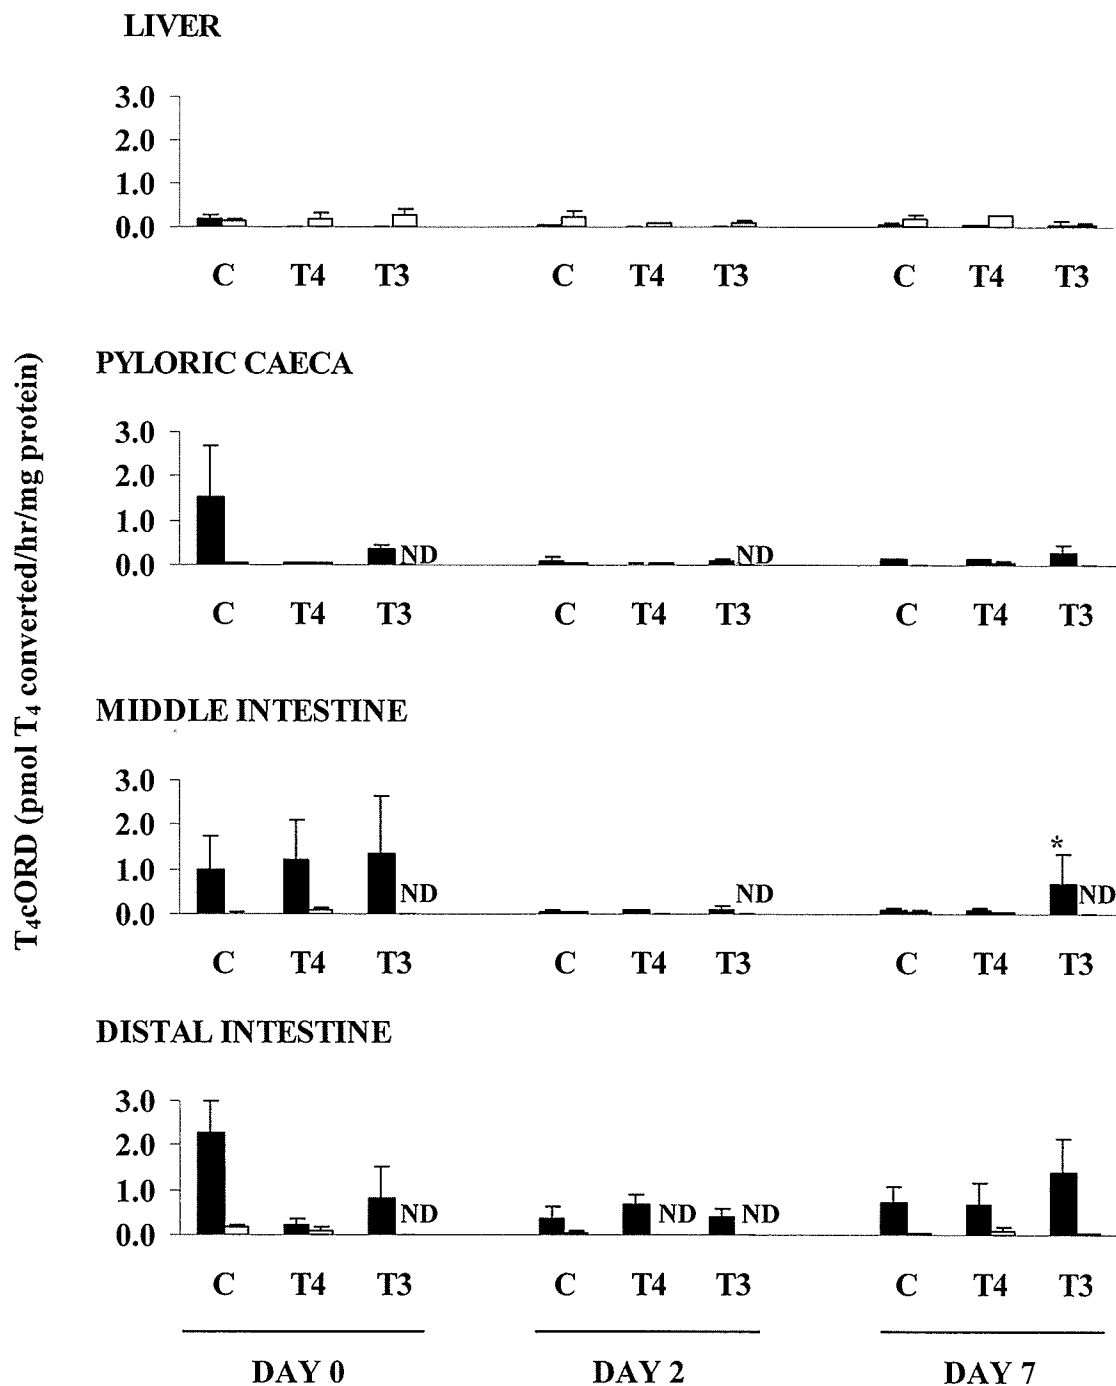 LIVER
3.0
2.0
1.0
0.0
C T4 T3 C T4 T3 C T4 T3
PYLORIC CAECA
3.0
2.0
1.0
0.0
ND ND
C T4 T3 C T4 T3 C T4 T3
MIDDLE INTESTINE
3.0
2.0
1.0
0.0
ND ND * ND
C T4 T3 C T4 T3 C T4 T3
DISTAL INTESTINE
3.0
2.0
1.0
0.0
ND ND ND
C T4 T3 C T4 T3 C T4 T3
DAY 0 DAY 2 DAY 7
T₄cORD (pmol T₄ converted/hr/mg protein)